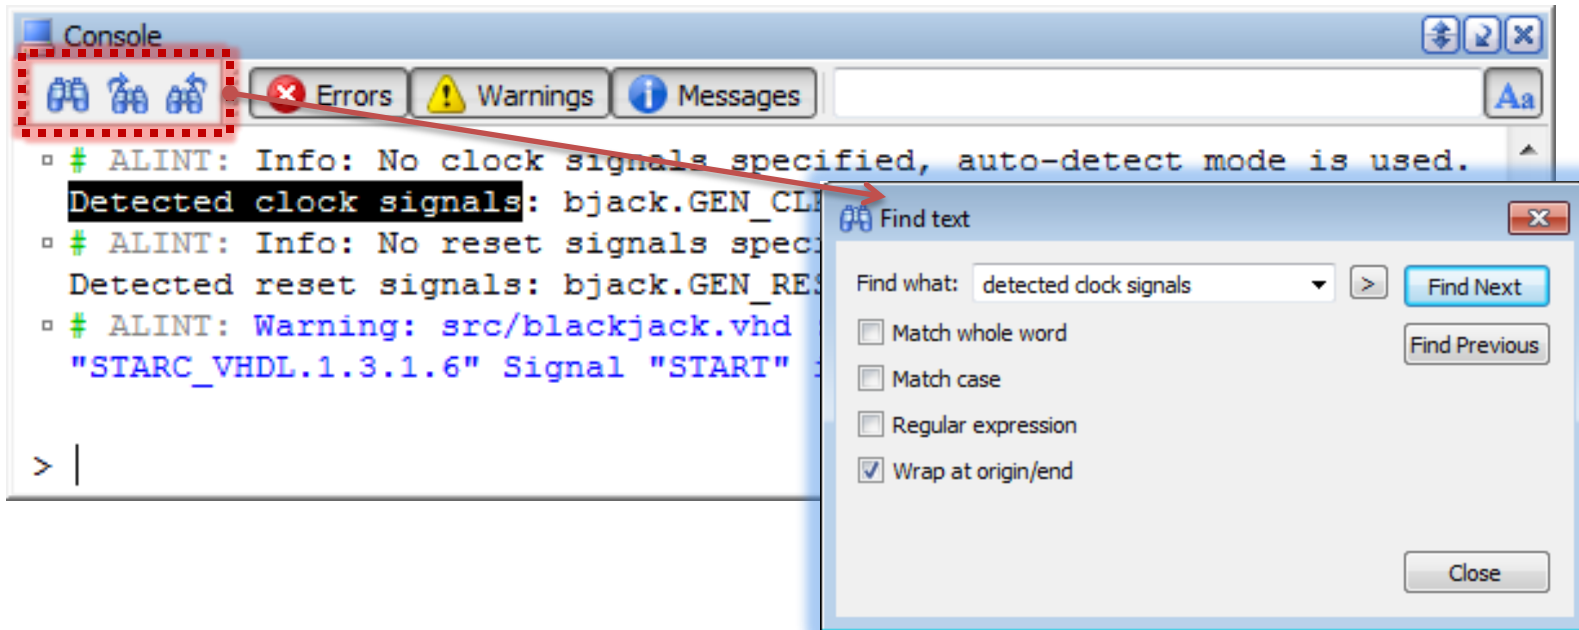 Console
Errors Warnings Messages Aa
# ALINT: Info: No clock signals specified, auto-detect mode is used.
Detected clock signals: bjack.GEN_CL
# ALINT: Info: No reset signals spec
Detected reset signals: bjack.GEN_RES
# ALINT: Warning: src/blackjack.vhd
"STARC_VHDL.1.3.1.6" Signal "START"
>
Find text
Find what: detected clock signals > Find Next
Match whole word
Find Previous
Match case
Regular expression
Wrap at origin/end
Close